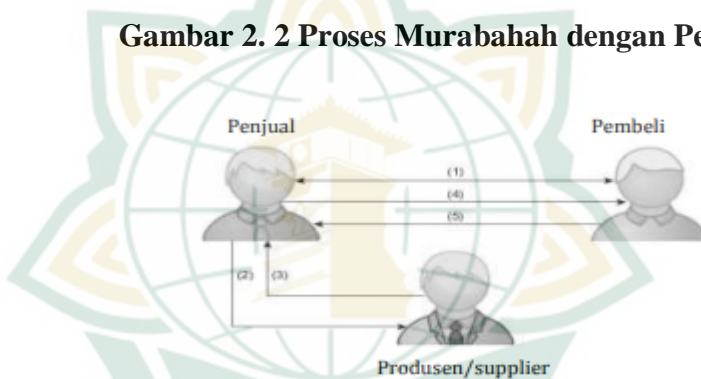 Gambar 2. 2 Proses Murabahah dengan Pe
Penjual
Pembeli
(1)
(4)
(5)
(2) (3)
Produsen/supplier